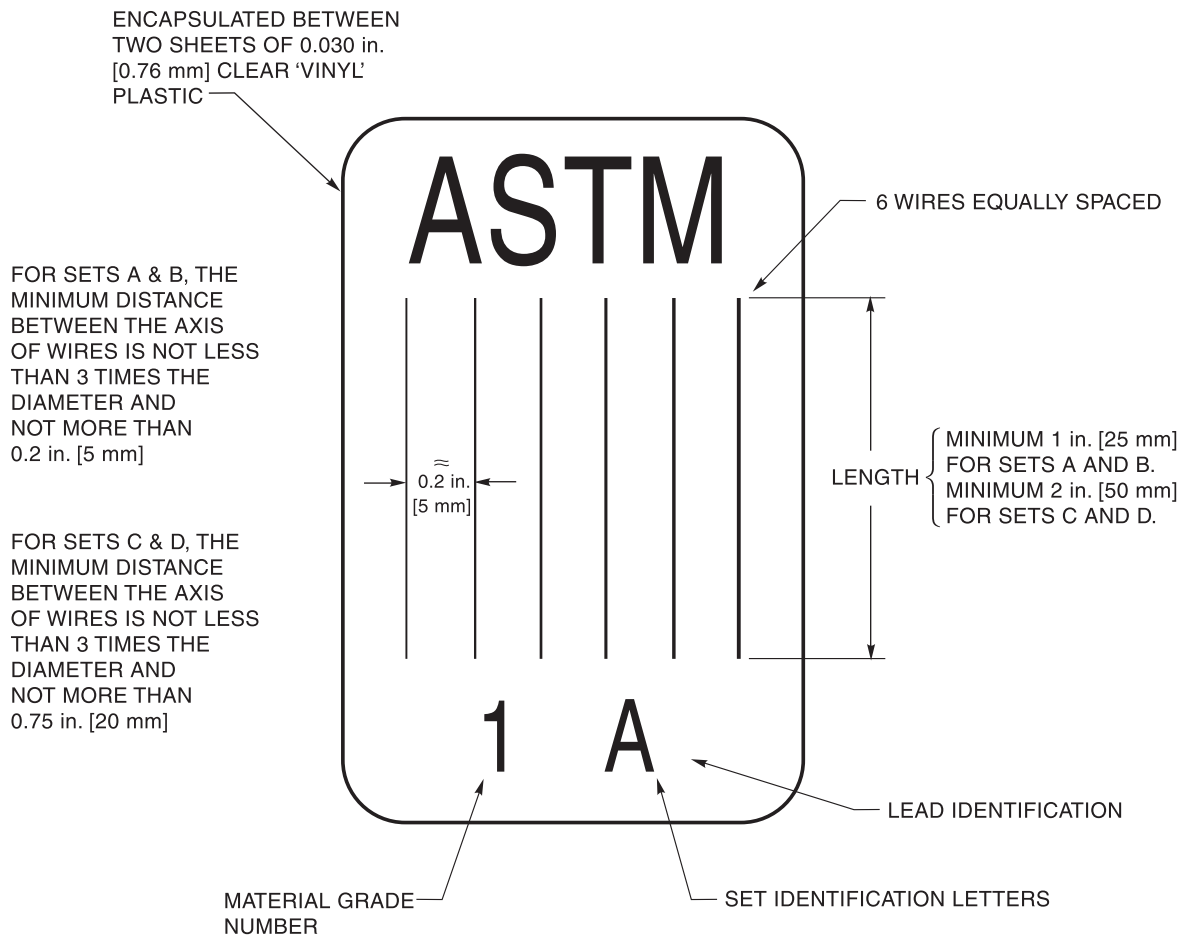 ENCAPSULATED BETWEEN
TWO SHEETS OF 0.030 in.
[0.76 mm] CLEAR ‘VINYL’
PLASTIC
ASTM
6 WIRES EQUALLY SPACED
FOR SETS A & B, THE
MINIMUM DISTANCE
BETWEEN THE AXIS
OF WIRES IS NOT LESS
THAN 3 TIMES THE
DIAMETER AND
NOT MORE THAN
0.2 in. [5 mm]
≈
0.2 in.
[5 mm]
LENGTH
MINIMUM 1 in. [25 mm]
FOR SETS A AND B.
MINIMUM 2 in. [50 mm]
FOR SETS C AND D.
FOR SETS C & D, THE
MINIMUM DISTANCE
BETWEEN THE AXIS
OF WIRES IS NOT LESS
THAN 3 TIMES THE
DIAMETER AND
NOT MORE THAN
0.75 in. [20 mm]
1 A
LEAD IDENTIFICATION
MATERIAL GRADE
NUMBER
SET IDENTIFICATION LETTERS